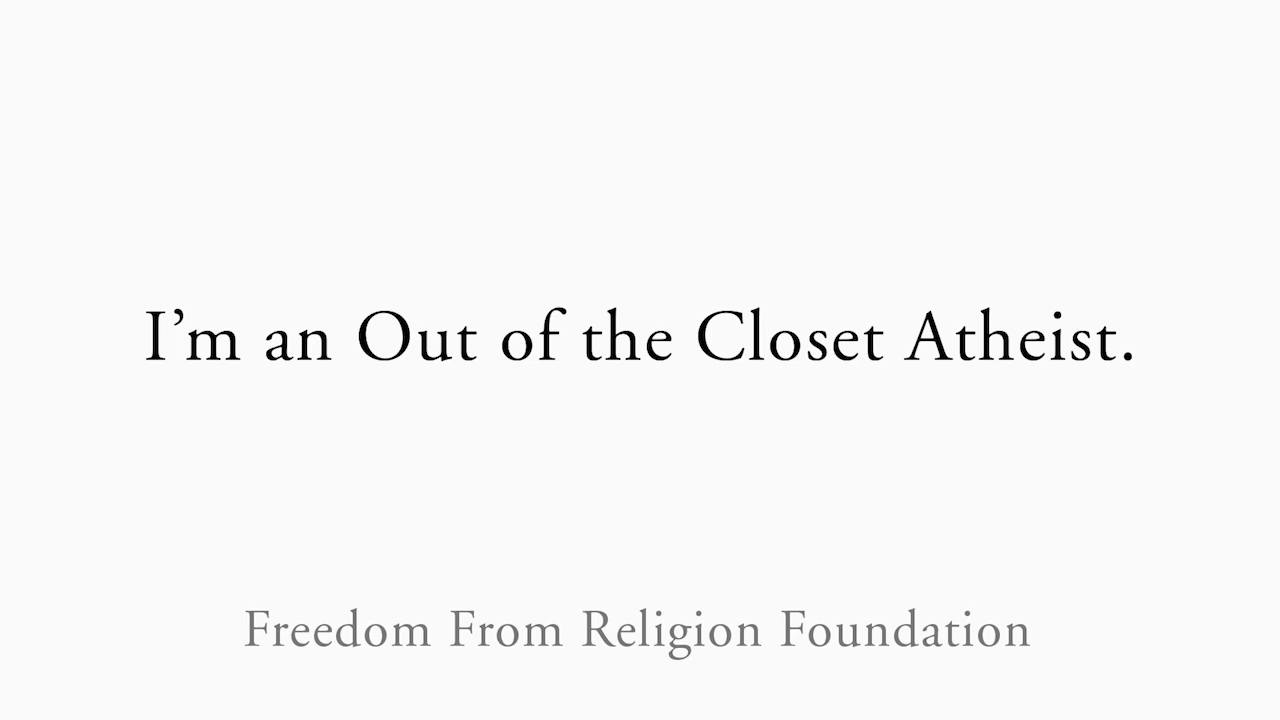 I’m an Out of the Closet Atheist.
Freedom From Religion Foundation